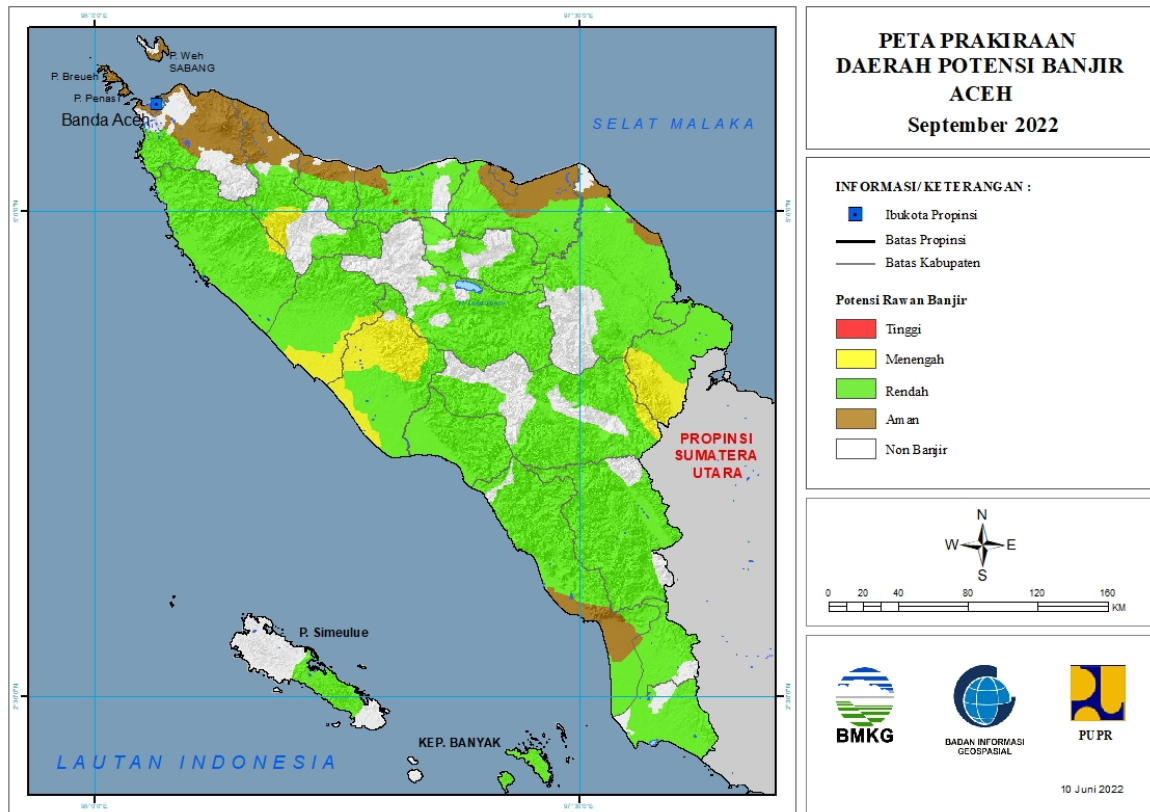 PETA PRAKIRAAN
DAERAH POTENSI BANJIR
ACEH
September 2022
INFORMASI/ KETERANGAN :
Ibukota Propinsi
Batas Propinsi
Batas Kabupaten
Potensi Rawan Banjir
Tinggi
Menengah
Rendah
Aman
Non Banjir
N
W E
S
0 20 40 80 120 160
KM
BMKG
BADAN INFORMASI
GEOSPASIAL
PUPR
10 Juni 2022
P. Weh
SABANG
P. Breueh
P. Penasi
Banda Aceh
SELAT MALAKA
PROPINSI
SUMATERA
UTARA
P. Simeulue
KEP. BANYAK
LAUTAN INDONESIA